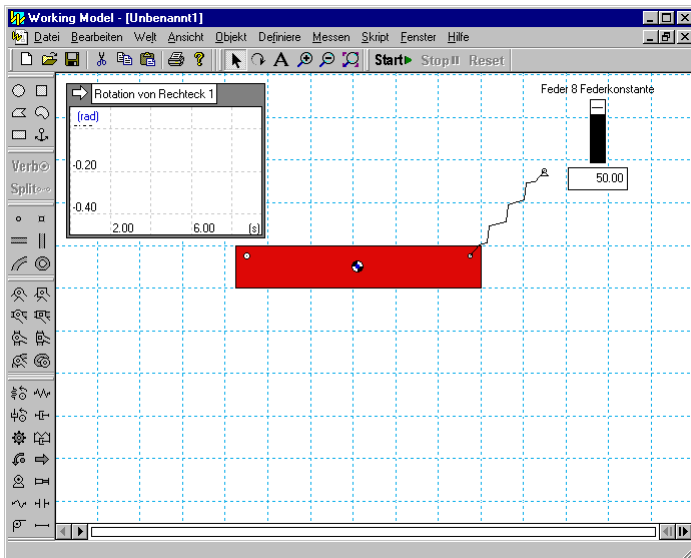 Working Model - [Unbenannt1]
Datei Bearbeiten Welt Ansicht Objekt Definiere Messen Skript Fenster Hilfe
A Start Stop Reset
Verb
Split
Rotation von Rechteck 1
(rad)
-0.20
-0.40
2.00 6.00 (s)
Feder 8 Federkonstante
50.00